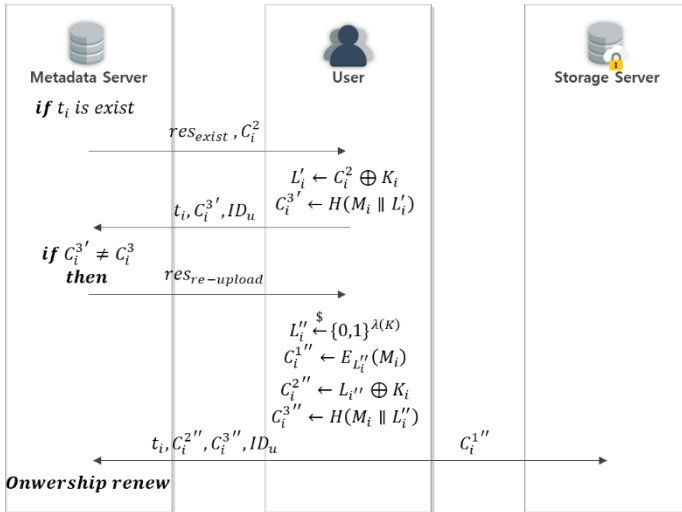 Metadata Server User Storage Server
if t_i is exist
res_exist, C_i^2
L_i' ← C_i^2 ⊕ K_i
C_i^3' ← H(M_i ∥ L_i')
t_i, C_i^3', ID_u
if C_i^3' ≠ C_i^3
then
res_re-upload
L_i'' ←$ {0,1}^λ(K)
C_i^1'' ← E_L_i''(M_i)
C_i^2'' ← L_i'' ⊕ K_i
C_i^3'' ← H(M_i ∥ L_i'')
t_i, C_i^2'', C_i^3'', ID_u C_i^1''
Onwership renew